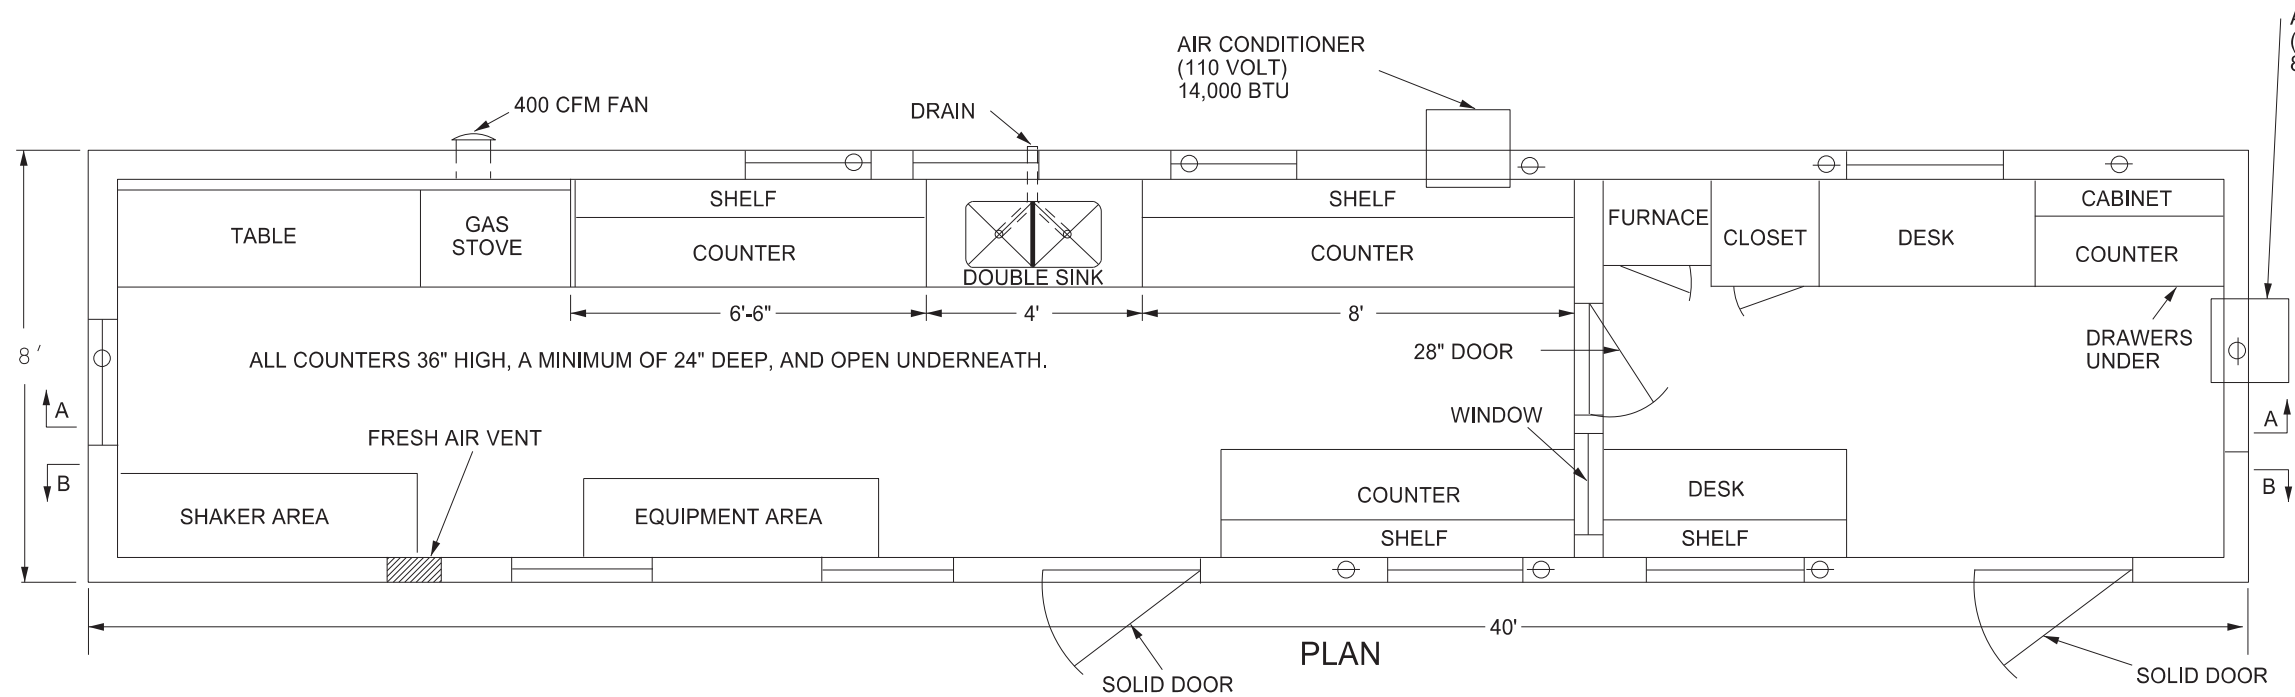 AIR CONDITIONER
(110 VOLT)
14,000 BTU
A
(
8
400 CFM FAN
DRAIN
SHELF
SHELF
CABINET
TABLE
GAS
STOVE
COUNTER
DOUBLE SINK
COUNTER
FURNACE
CLOSET
DESK
COUNTER
6'-6"
4'
8'
8'
ALL COUNTERS 36" HIGH, A MINIMUM OF 24" DEEP, AND OPEN UNDERNEATH.
28" DOOR
DRAWERS
UNDER
A
A
WINDOW
FRESH AIR VENT
B
B
SHAKER AREA
EQUIPMENT AREA
COUNTER
SHELF
DESK
SHELF
40'
PLAN
SOLID DOOR
SOLID DOOR